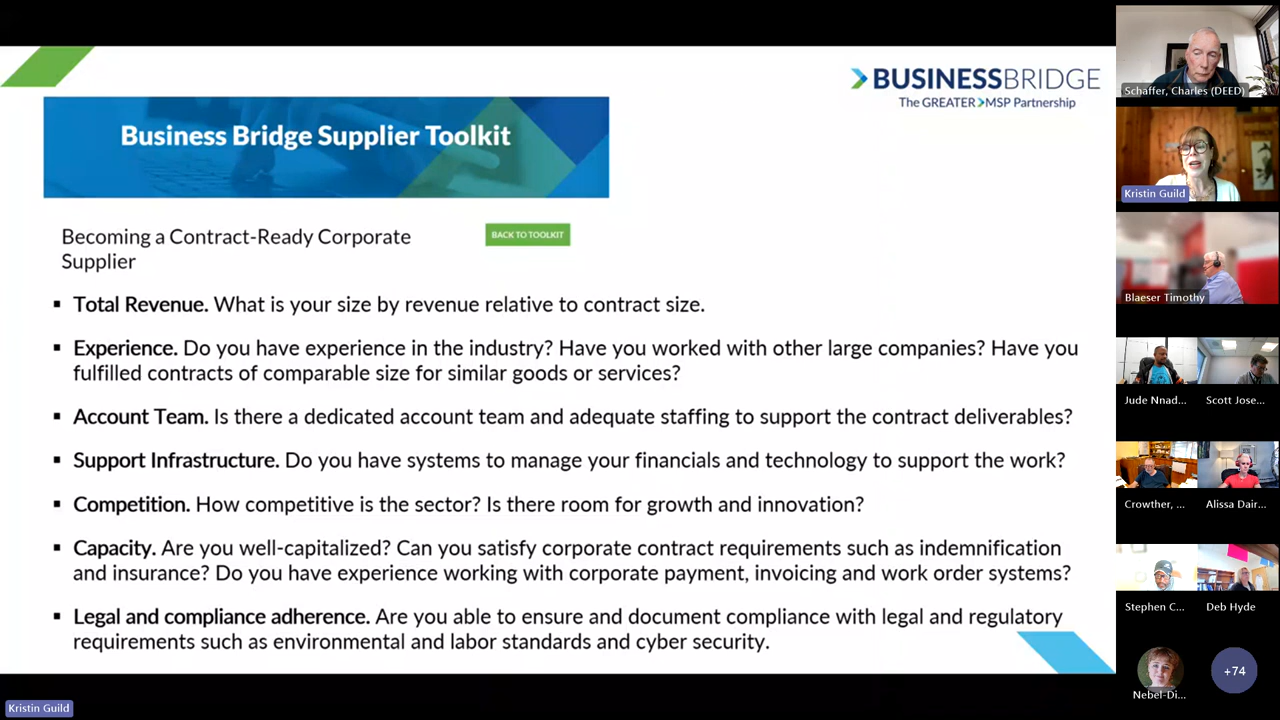 BUSINESSBRIDGE
The GREATER>MSP Partnership
Business Bridge Supplier Toolkit
Becoming a Contract-Ready Corporate
Supplier
BACK TO TOOLKIT
▪ Total Revenue. What is your size by revenue relative to contract size.
▪ Experience. Do you have experience in the industry? Have you worked with other large companies? Have you
fulfilled contracts of comparable size for similar goods or services?
▪ Account Team. Is there a dedicated account team and adequate staffing to support the contract deliverables?
▪ Support Infrastructure. Do you have systems to manage your financials and technology to support the work?
▪ Competition. How competitive is the sector? Is there room for growth and innovation?
▪ Capacity. Are you well-capitalized? Can you satisfy corporate contract requirements such as indemnification
and insurance? Do you have experience working with corporate payment, invoicing and work order systems?
▪ Legal and compliance adherence. Are you able to ensure and document compliance with legal and regulatory
requirements such as environmental and labor standards and cyber security.
Kristin Guild
Schaffer, Charles (DEED)
Kristin Guild
Blaeser Timothy
Jude Nnad...
Scott Jose...
Crowther, ...
Alissa Dair...
Stephen C...
Deb Hyde
Nebel-Di...
+74